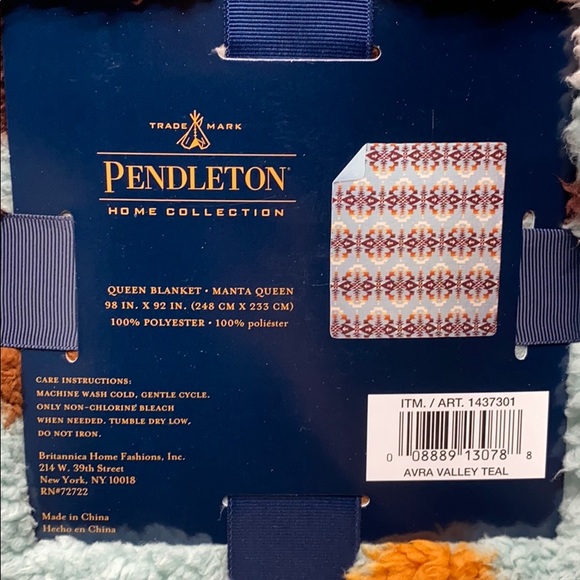 TRADE MARK
PENDLETON
HOME COLLECTION
QUEEN BLANKET · MANTA QUEEN
98 IN. X 92 IN. (248 CM X 233 CM)
100% POLYESTER · 100% poliéster
CARE INSTRUCTIONS:
MACHINE WASH COLD, GENTLE CYCLE.
ONLY NON-CHLORINE BLEACH
WHEN NEEDED. TUMBLE DRY LOW.
DO NOT IRON.
Britannica Home Fashions, Inc.
214 W. 39th Street
New York, NY 10018
RN#72722
Made in China
Hecho en China
ITM. / ART. 1437301
0 08889 13078 8
AVRA VALLEY TEAL